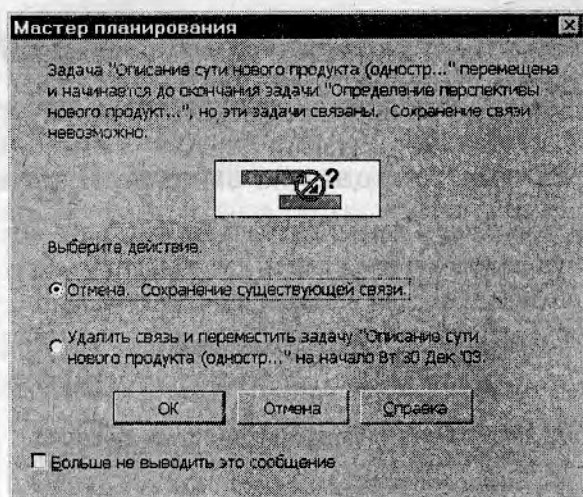 Мастер планирования
Задача "Описание сути нового продукта (одностр..." перемещена
и начинается до окончания задачи "Определение перспективы
нового продукт...", но эти задачи связаны. Сохранение связи
невозможно.
?
Выберите действие.
Отмена. Сохранение существующей связи.
Удалить связь и переместить задачу "Описание сути
нового продукта (одностр..." на начало Вт 30 Дек '03.
ОК
Отмена
Справка
Больше не выводить это сообщение